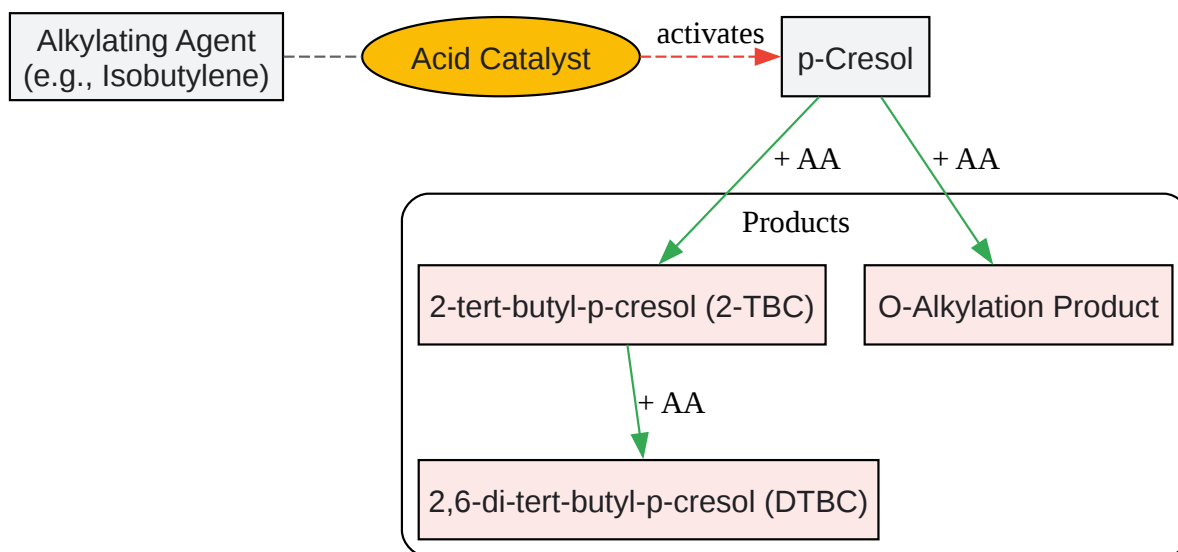 Alkylating Agent
(e.g., Isobutylene)
Acid Catalyst
activates
p-Cresol
+ AA
+ AA
Products
2-tert-butyl-p-cresol (2-TBC)
O-Alkylation Product
+ AA
2,6-di-tert-butyl-p-cresol (DTBC)